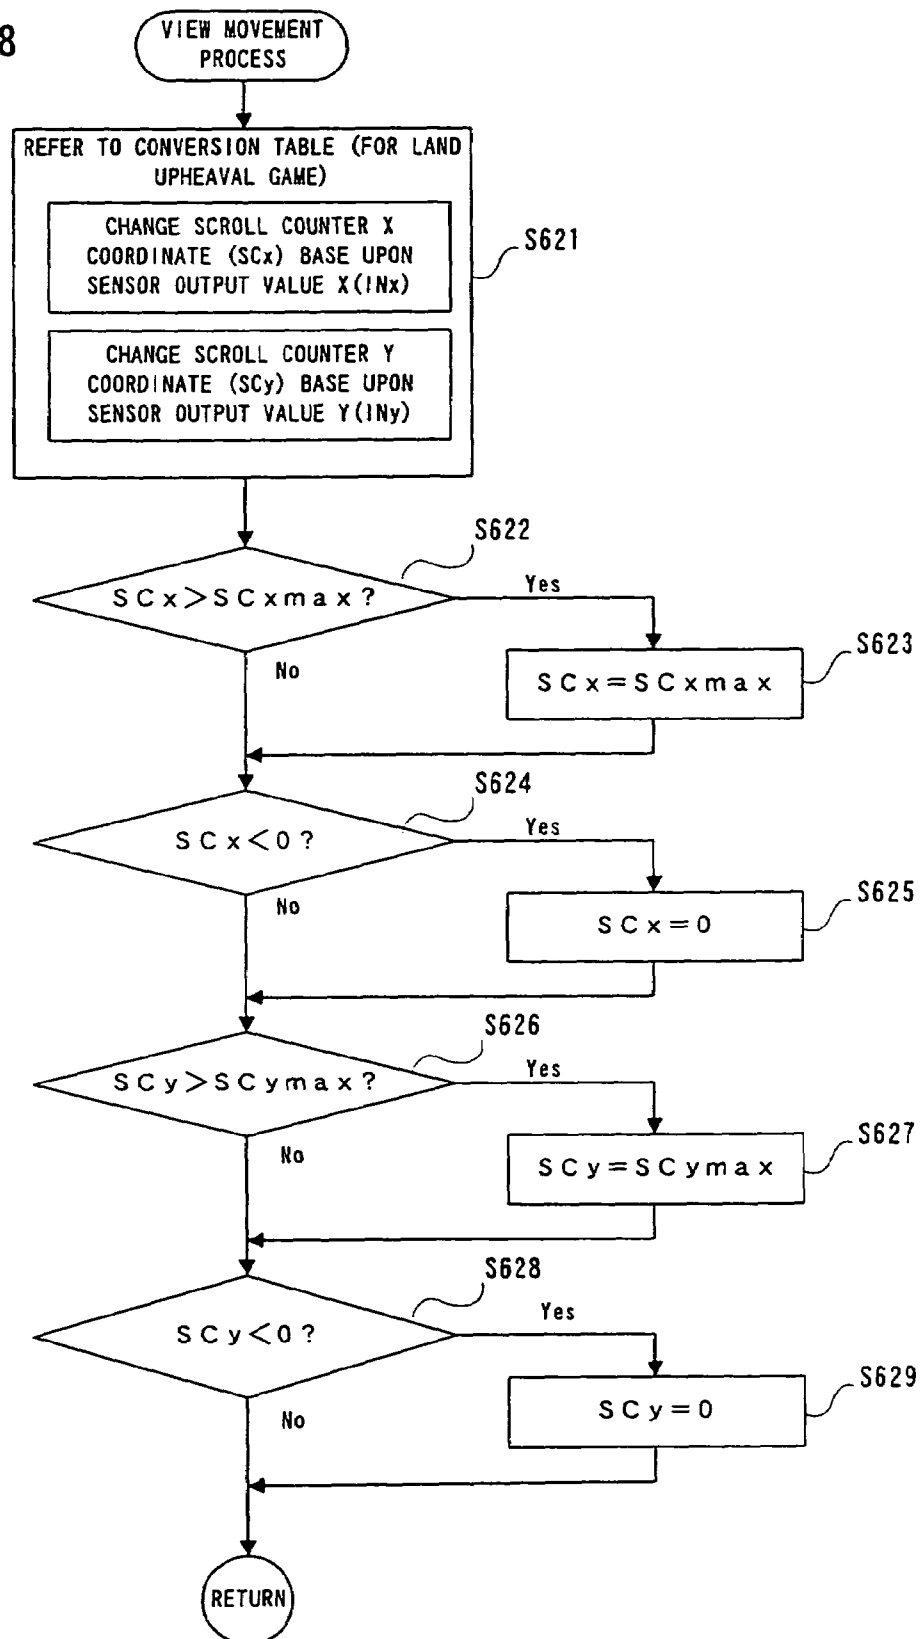 8
VIEW MOVEMENT
PROCESS
REFER TO CONVERSION TABLE (FOR LAND
UPHEAVAL GAME)
CHANGE SCROLL COUNTER X
COORDINATE (SCx) BASE UPON
SENSOR OUTPUT VALUE X(INx)
S621
CHANGE SCROLL COUNTER Y
COORDINATE (SCy) BASE UPON
SENSOR OUTPUT VALUE Y(INy)
S622
SCx>SCxmax?
Yes
No
S623
SCx=SCxmax
S624
SCx<0?
Yes
No
S625
SCx=0
S626
SCy>SCymax?
Yes
No
S627
SCy=SCymax
S628
SCy<0?
Yes
No
S629
SCy=0
RETURN